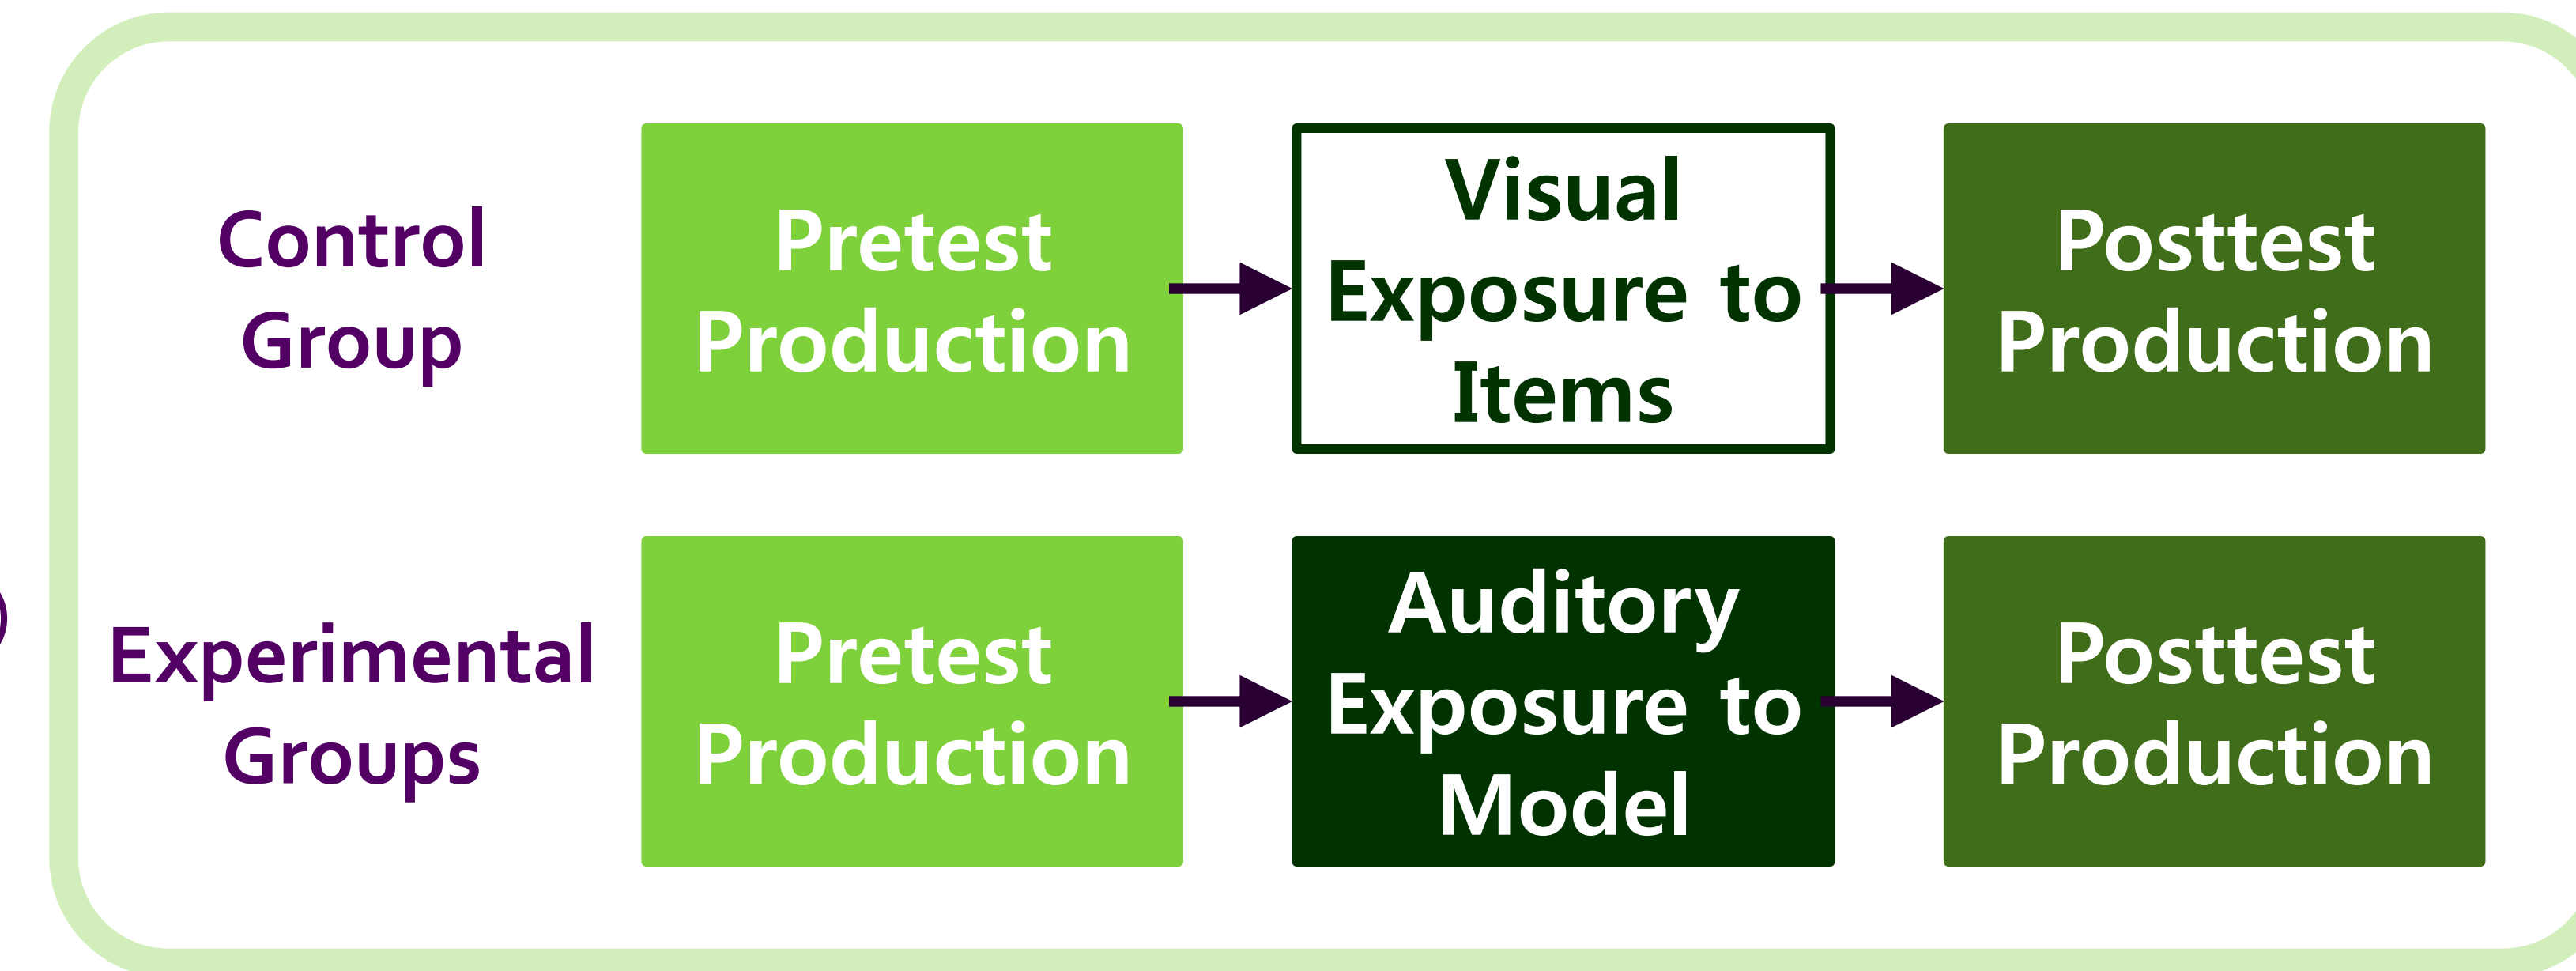 Control
Group
Pretest
Production
Visual
Exposure to
Items
Posttest
Production
Experimental
Groups
Pretest
Production
Auditory
Exposure to
Model
Posttest
Production